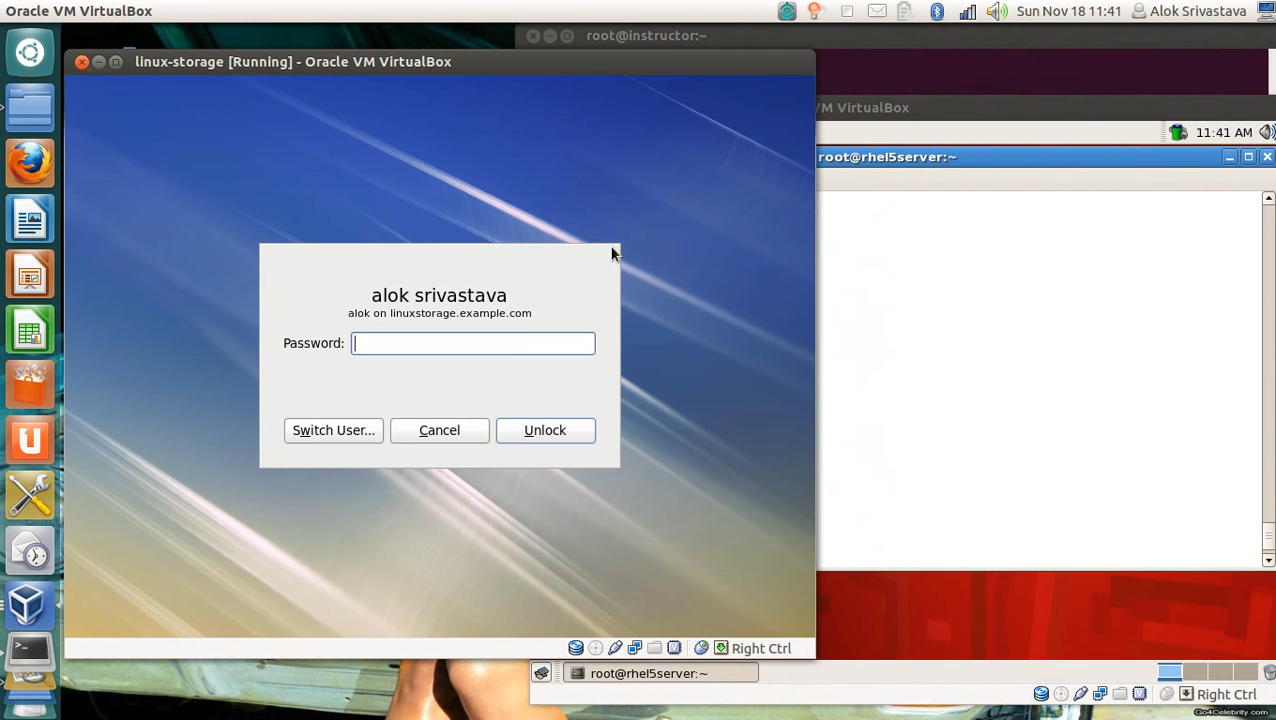 Oracle VM VirtualBox
Sun Nov 18 11:41 Alok Srivastava
root@instructor:~
linux-storage [Running] - Oracle VM VirtualBox
VM VirtualBox
11:41 AM
root@rhel5server:~
alok srivastava
alok on linuxstorage.example.com
Password:
Switch User... Cancel Unlock
Right Ctrl
root@rhel5server:~
Right Ctrl
Go4Celebrity.com